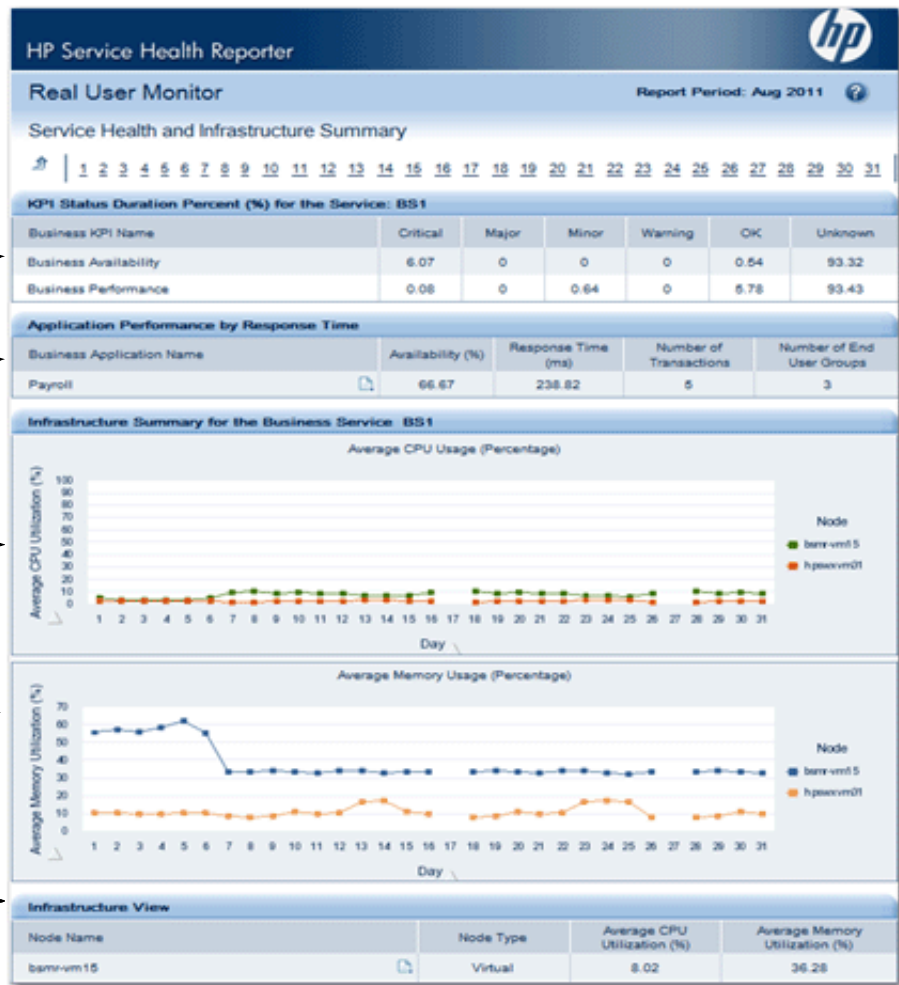 hp
HP Service Health Reporter
Real User Monitor Report Period: Aug 2011 ?
Service Health and Infrastructure Summary
1 2 3 4 5 6 7 8 9 10 11 12 13 14 15 16 17 18 19 20 21 22 23 24 25 26 27 28 29 30 31
KPI Status Duration Percent (%) for the Service: BS1
Business KPI Name Critical Major Minor Warning OK Unknown
Business Availability 6.07 0 0 0 0.54 93.32
Business Performance 0.08 0 0.64 0 5.78 93.43
Application Performance by Response Time
Business Application Name Availability (%) Response Time (ms) Number of Transactions Number of End User Groups
Payroll 66.67 238.82 5 3
Infrastructure Summary for the Business Service BS1
Average CPU Usage (Percentage)
Average CPU Utilization (%)
100
90
80
70
60
50
40
30
20
10
0
1 2 3 4 5 6 7 8 9 10 11 12 13 14 15 16 17 18 19 20 21 22 23 24 25 26 27 28 29 30 31
Day
Node
bsmr-vm15
Average Memory Usage (Percentage)
Average Memory Utilization (%)
70
60
50
40
30
20
10
0
1 2 3 4 5 6 7 8 9 10 11 12 13 14 15 16 17 18 19 20 21 22 23 24 25 26 27 28 29 30 31
Day
Node
bsmr-vm15
Infrastructure View
Node Name Node Type Average CPU Utilization (%) Average Memory Utilization (%)
bsmr-vm15 Virtual 8.02 36.28